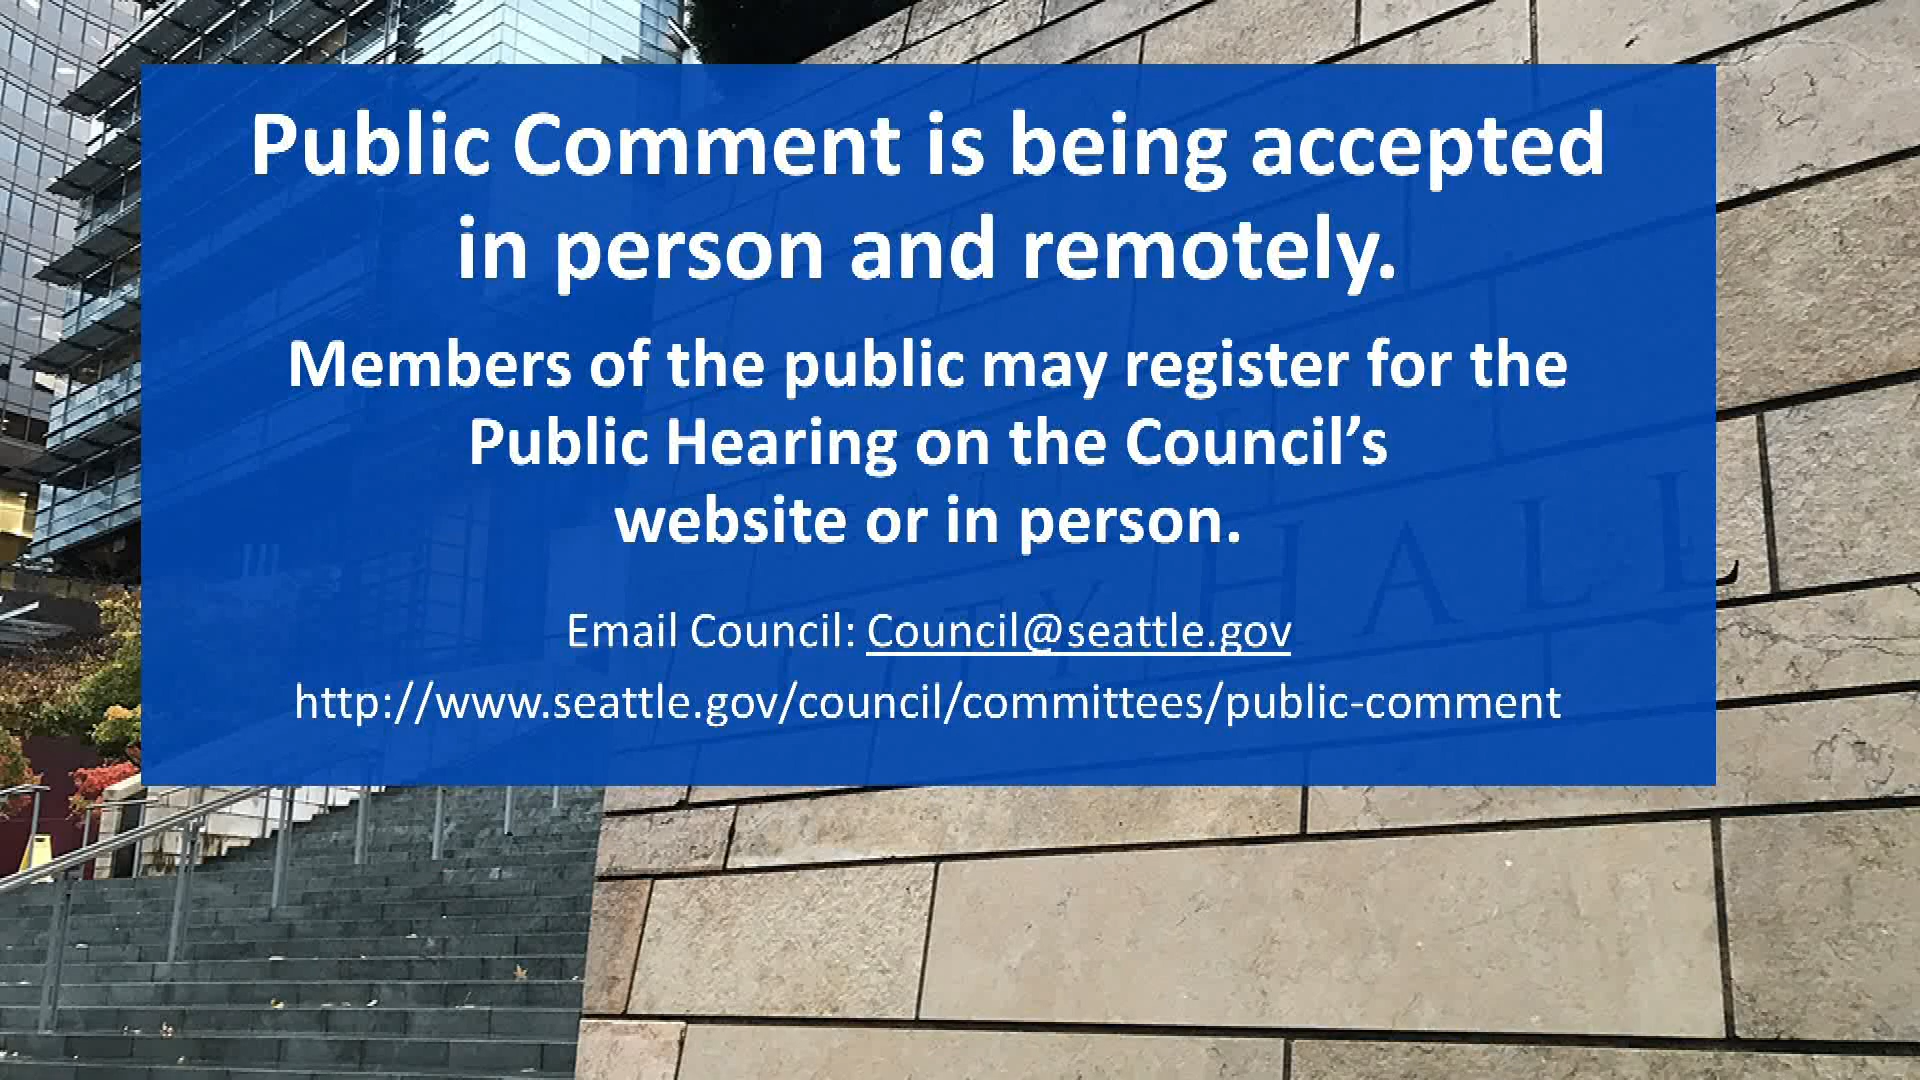 Public Comment is being accepted
in person and remotely.
Members of the public may register for the
Public Hearing on the Council’s
website or in person.
Email Council: Council@seattle.gov
http://www.seattle.gov/council/committees/public-comment
CITY HALL